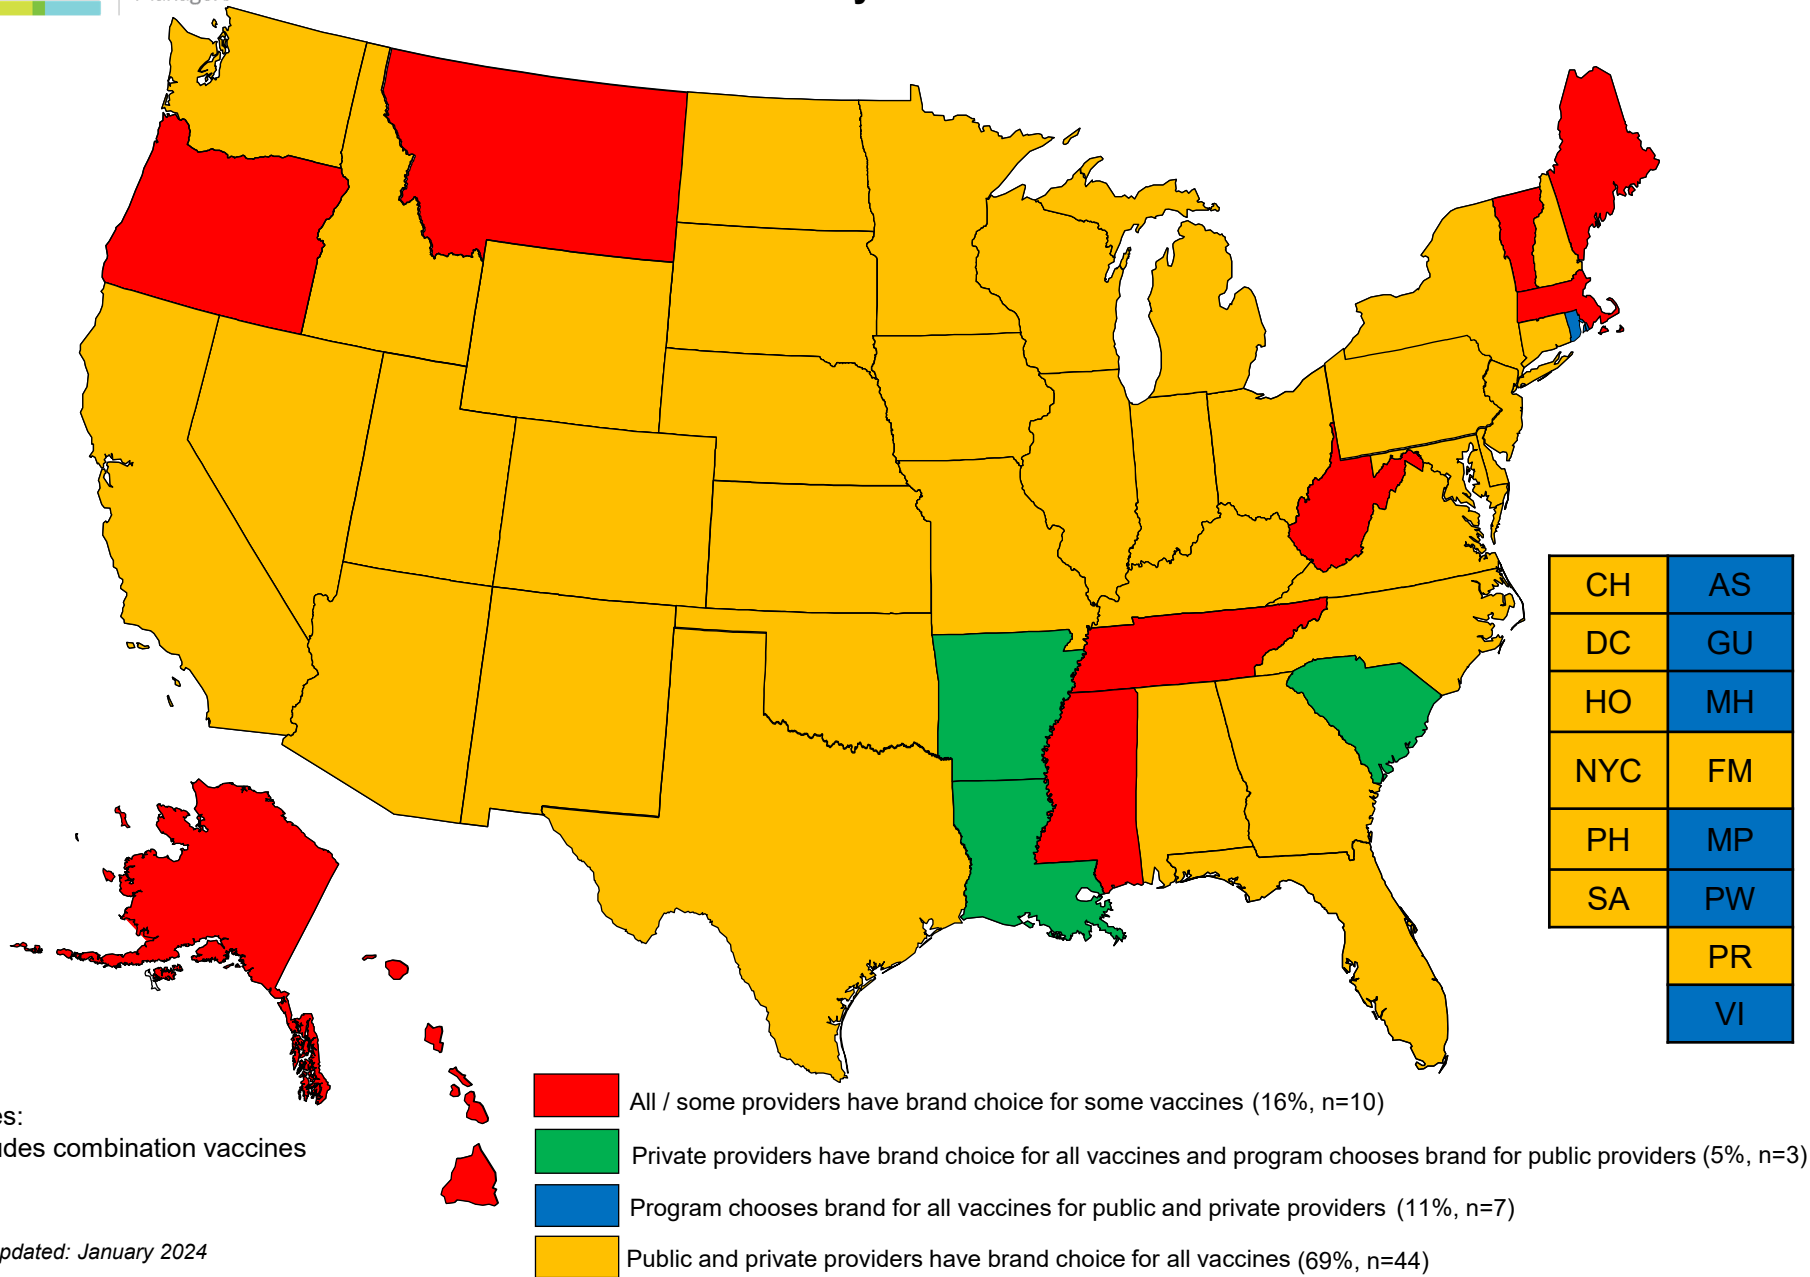 CH AS
DC GU
HO MH
NYC FM
PH MP
SA PW
PR
VI
All / some providers have brand choice for some vaccines (16%, n=10)
Private providers have brand choice for all vaccines and program chooses brand for public providers (5%, n=3)
combination vaccines
Program chooses brand for all vaccines for public and private providers (11%, n=7)
: January 2024
Public and private providers have brand choice for all vaccines (69%, n=44)